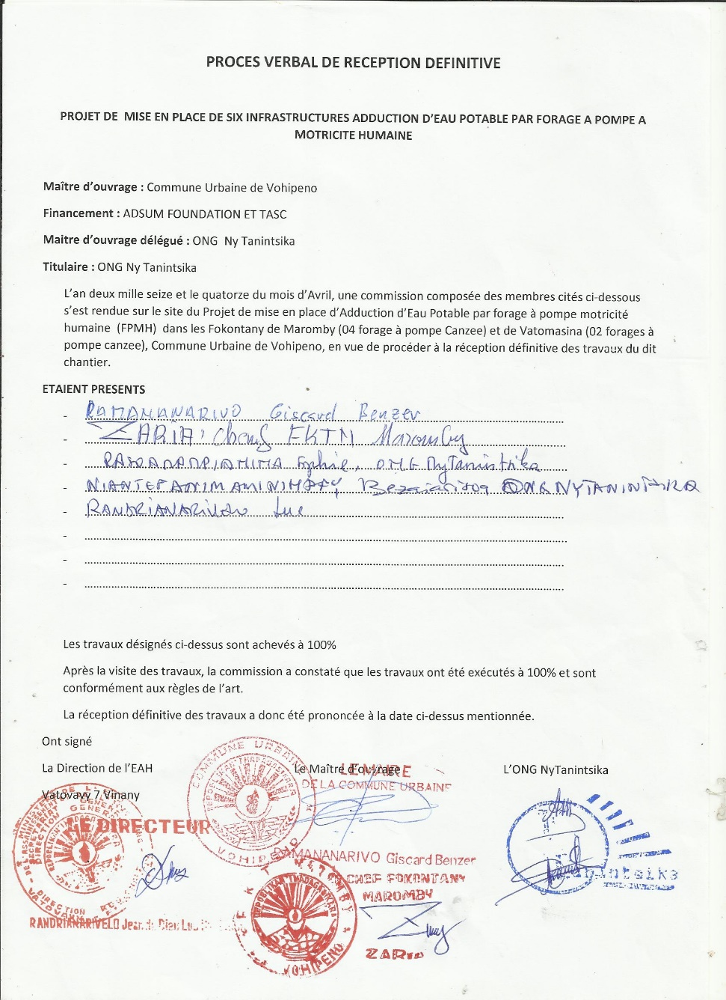 PROCES VERBAL DE RECEPTION DEFINITIVE
PROJET DE MISE EN PLACE DE SIX INFRASTRUCTURES ADDUCTION D'EAU POTABLE PAR FORAGE A POMPE A
MOTRICITE HUMAINE
Maître d'ouvrage : Commune Urbaine de Vohipeno
Financement : ADSUM FOUNDATION ET TASC
Maitre d'ouvrage délégué : ONG Ny Tanintsika
Titulaire : ONG Ny Tanintsika
L'an deux mille seize et le quatorze du mois d'Avril, une commission composée des membres cités ci-dessous
s'est rendue sur le site du Projet de mise en place d'Adduction d'Eau Potable par forage à pompe motricité
humaine (FPMH) dans les Fokontany de Maromby (04 forage à pompe Canzee) et de Vatomasina (02 forages à
pompe canzee), Commune Urbaine de Vohipeno, en vue de procéder à la réception définitive des travaux du dit
chantier.
ETAIENT PRESENTS
- RAMANANARIVO Giscard Benzer
- ZARIA: Chef FKTN Maromby
- Sophie, ONG NyTanintsika
- ONG NYTANINTSIKA
- RANDRIANARIVELO Luc
-
-
-
Les travaux désignés ci-dessus sont achevés à 100%
Après la visite des travaux, la commission a constaté que les travaux ont été exécutés à 100% et sont
conformément aux règles de l'art.
La réception définitive des travaux a donc été prononcée à la date ci-dessus mentionnée.
Ont signé
La Direction de l'EAH Le Maître d'ouvrage L'ONG NyTanintsika
LE MAIRE
DE LA COMMUNE URBAINE
Vatovavy 7 Vinany
COMMUNE URBAINE
VOHIPENO
LE DIRECTEUR
RAMANANARIVO Giscard Benzer
CHEF FOKONTANY
MAROMBY
RANDRIANARIVELO Jean de Dieu
VOHIPENO